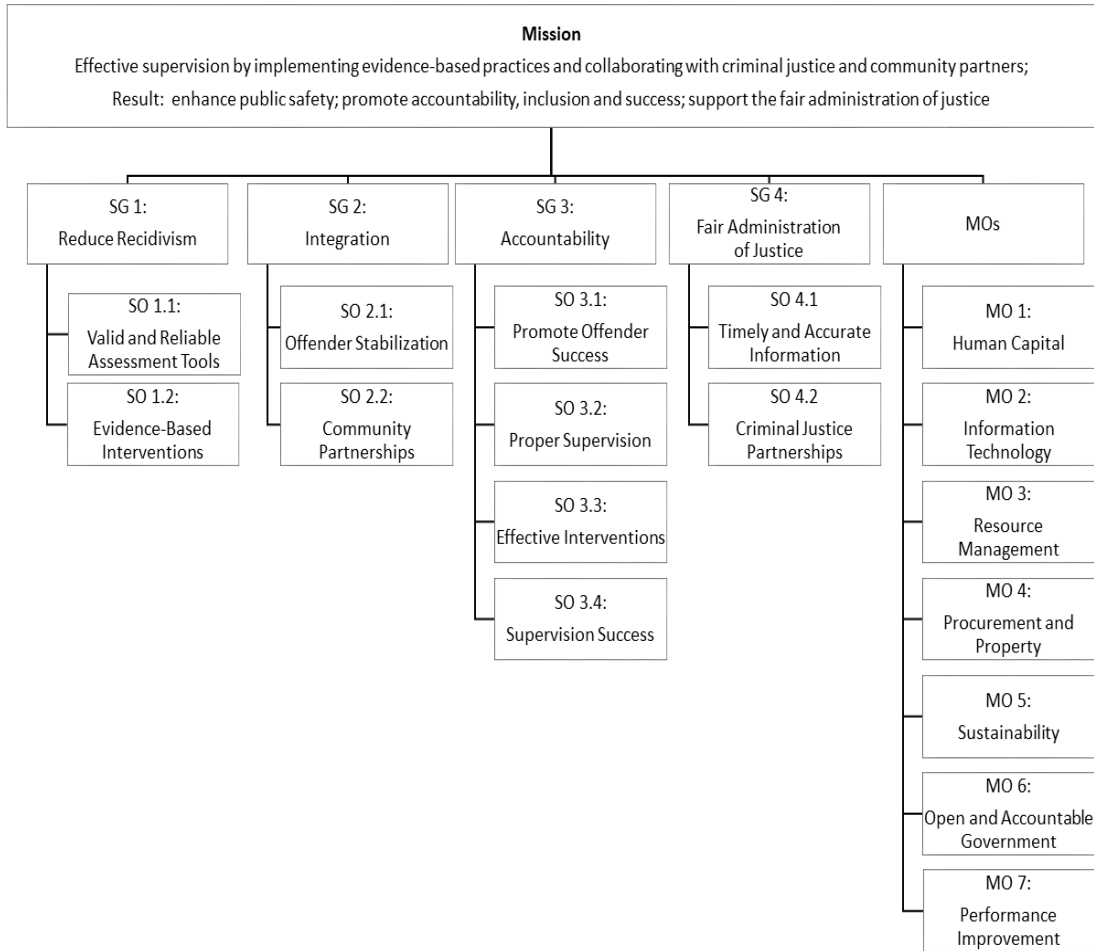 Mission
Effective supervision by implementing evidence-based practices and collaborating with criminal justice and community partners;
Result: enhance public safety; promote accountability, inclusion and success; support the fair administration of justice
SG 1:
Reduce Recidivism
SO 1.1:
Valid and Reliable
Assessment Tools
SO 1.2:
Evidence-Based
Interventions
SG 2:
Integration
SO 2.1:
Offender Stabilization
SO 2.2:
Community
Partnerships
SG 3:
Accountability
SO 3.1:
Promote Offender
Success
SO 3.2:
Proper Supervision
SO 3.3:
Effective Interventions
SO 3.4:
Supervision Success
SG 4:
Fair Administration
of Justice
SO 4.1
Timely and Accurate
Information
SO 4.2
Criminal Justice
Partnerships
MOs
MO 1:
Human Capital
MO 2:
Information
Technology
MO 3:
Resource
Management
MO 4:
Procurement and
Property
MO 5:
Sustainability
MO 6:
Open and Accountable
Government
MO 7:
Performance
Improvement